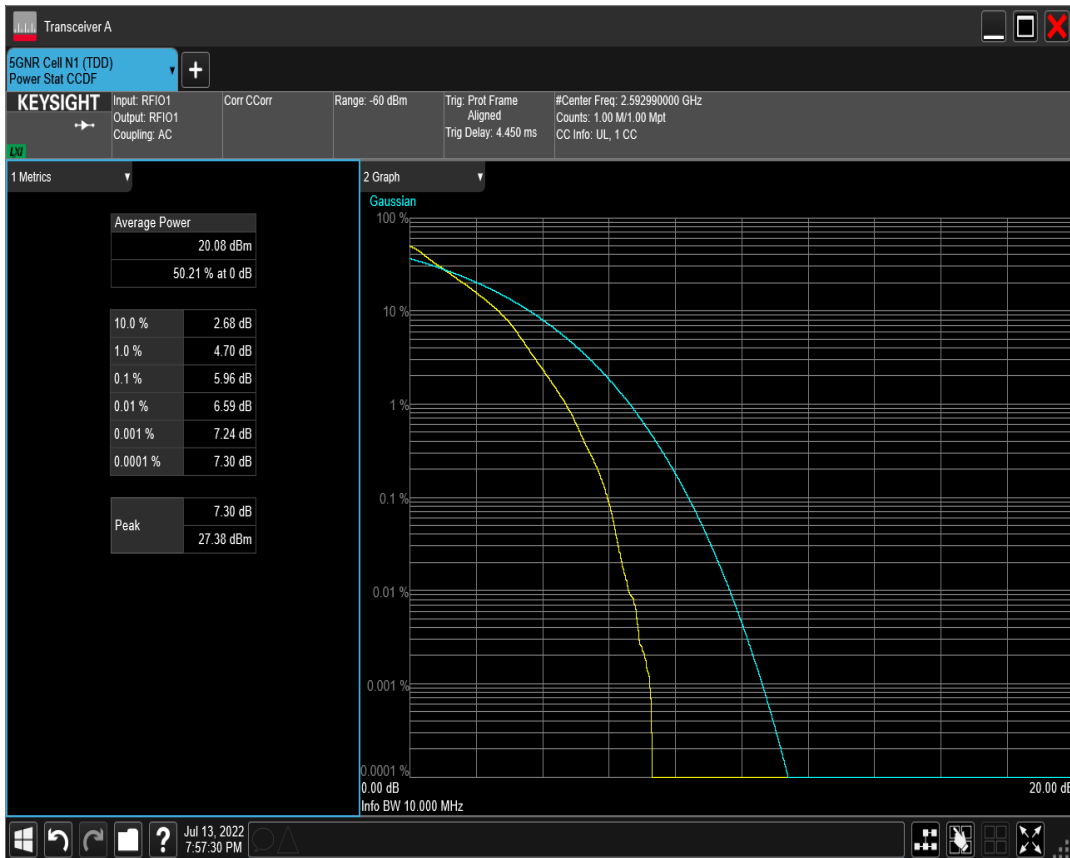 Transceiver A
5GNR Cell N1 (TDD)
Power Stat CCDF
+
KEYSIGHT
LXI
Input: RFIO1
Output: RFIO1
Coupling: AC
Corr CCorr
Range: -60 dBm
Trig: Prot Frame
Aligned
Trig Delay: 4.450 ms
#Center Freq: 2.592990000 GHz
Counts: 1.00 M/1.00 Mpt
CC Info: UL, 1 CC
1 Metrics
Average Power
20.08 dBm
50.21 % at 0 dB
10.0 % 2.68 dB
1.0 % 4.70 dB
0.1 % 5.96 dB
0.01 % 6.59 dB
0.001 % 7.24 dB
0.0001 % 7.30 dB
Peak
7.30 dB
27.38 dBm
2 Graph
Gaussian
100 %
10 %
1 %
0.1 %
0.01 %
0.001 %
0.0001 %
0.00 dB
20.00 dB
Info BW 10.000 MHz
?
Jul 13, 2022
7:57:30 PM